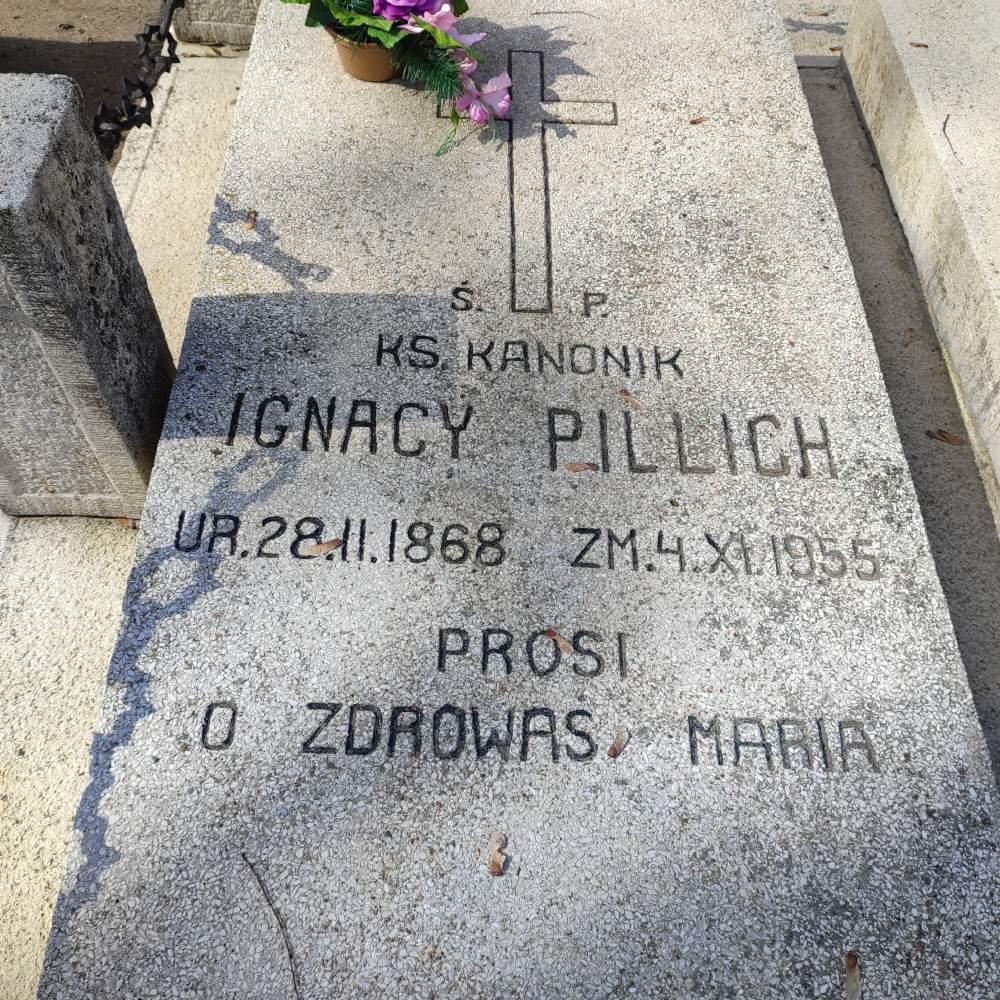 Ś. P.
KS. KANONIK
IGNACY PILLICH
UR. 28.II.1868 ZM. 4.XI.1955
PROSI
O ZDROWAŚ, MARIA